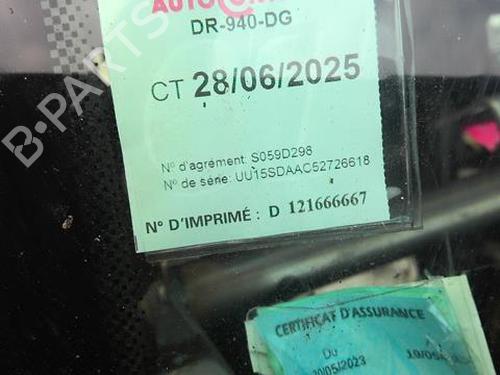 B-PARTS
DR-940-DG
CT 28/06/2025
N° d'agrément: S059D298
N° de série: UU15SDAAC52726618
N° D'IMPRIMÉ : D 121666667
CERTIFICAT D'ASSURANCE
Du